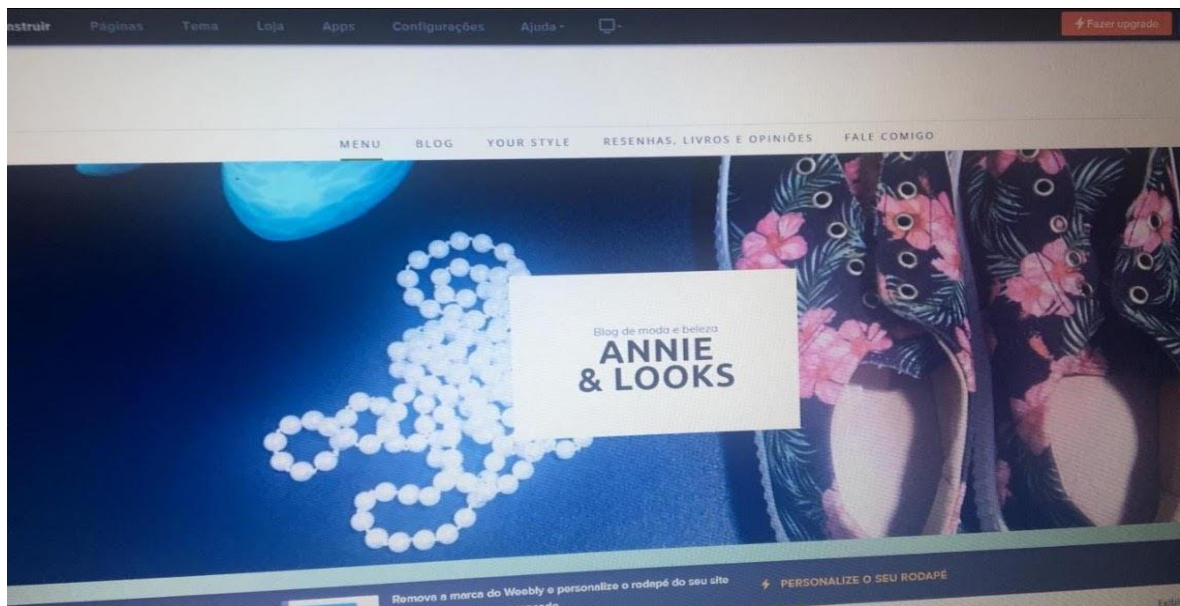 nstruir Páginas Tema Loja Apps Configurações Ajuda Fazer upgrade
MENU BLOG YOUR STYLE RESENHAS, LIVROS E OPINIÕES FALE COMIGO
Blog de moda e beleza
ANNIE
& LOOKS
Remova a marca do Weebly e personalize o rodapé do seu site
PERSONALIZE O SEU RODAPÉ